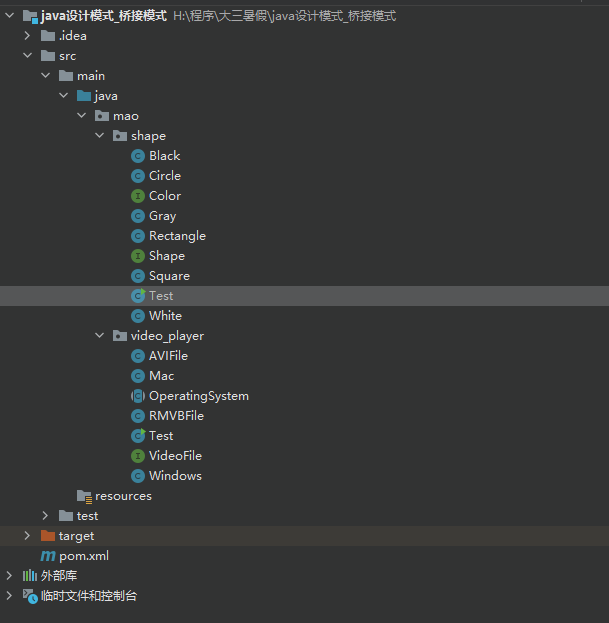 java设计模式_桥接模式 H:\程序\大三暑假\java设计模式_桥接模式
.idea
src
main
java
mao
shape
C Black
C Circle
I Color
C Gray
C Rectangle
I Shape
C Square
C Test
C White
video_player
C AVIFile
C Mac
C OperatingSystem
C RMVBFile
C Test
I VideoFile
C Windows
resources
test
target
m pom.xml
外部库
临时文件和控制台